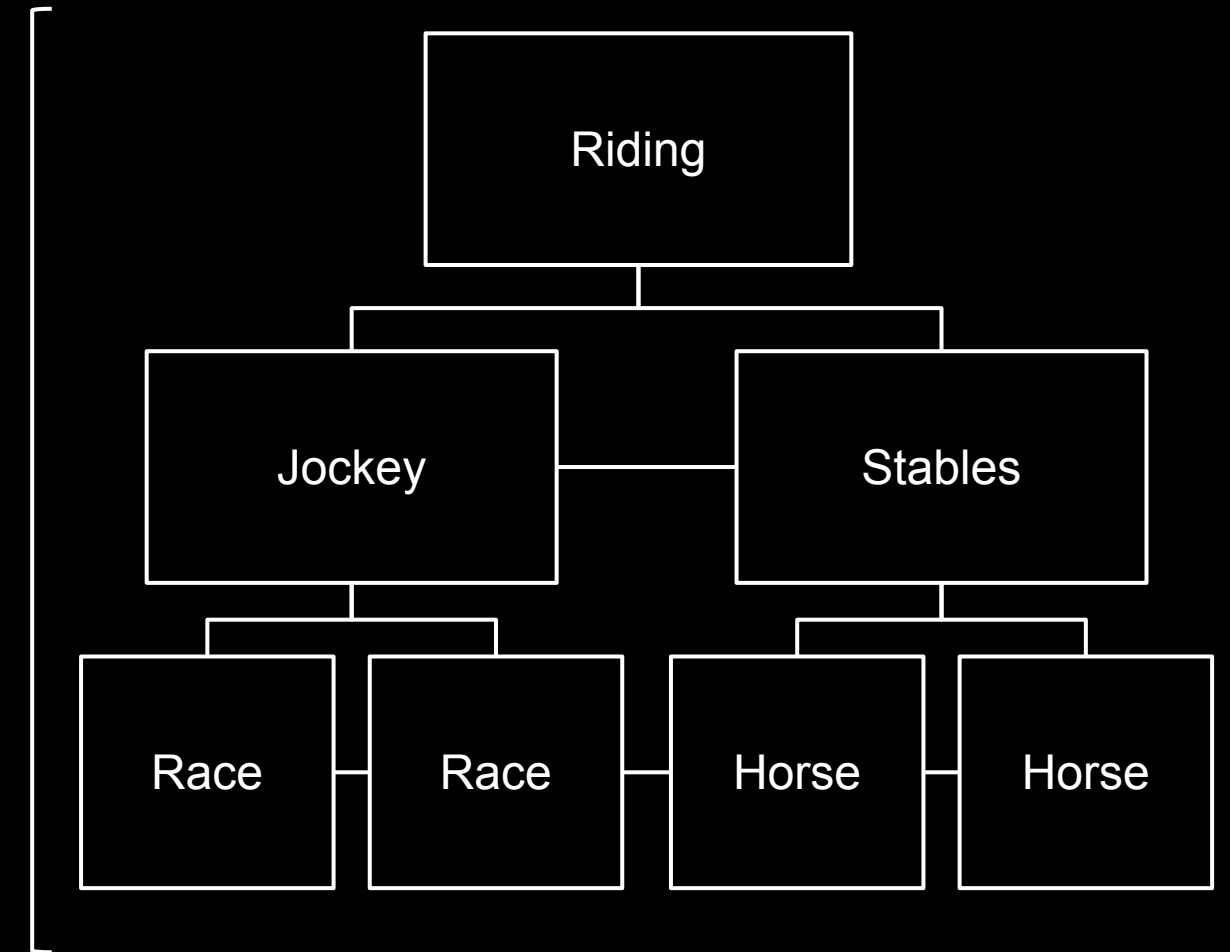 Riding
Jockey
Stables
Race
Race
Horse
Horse